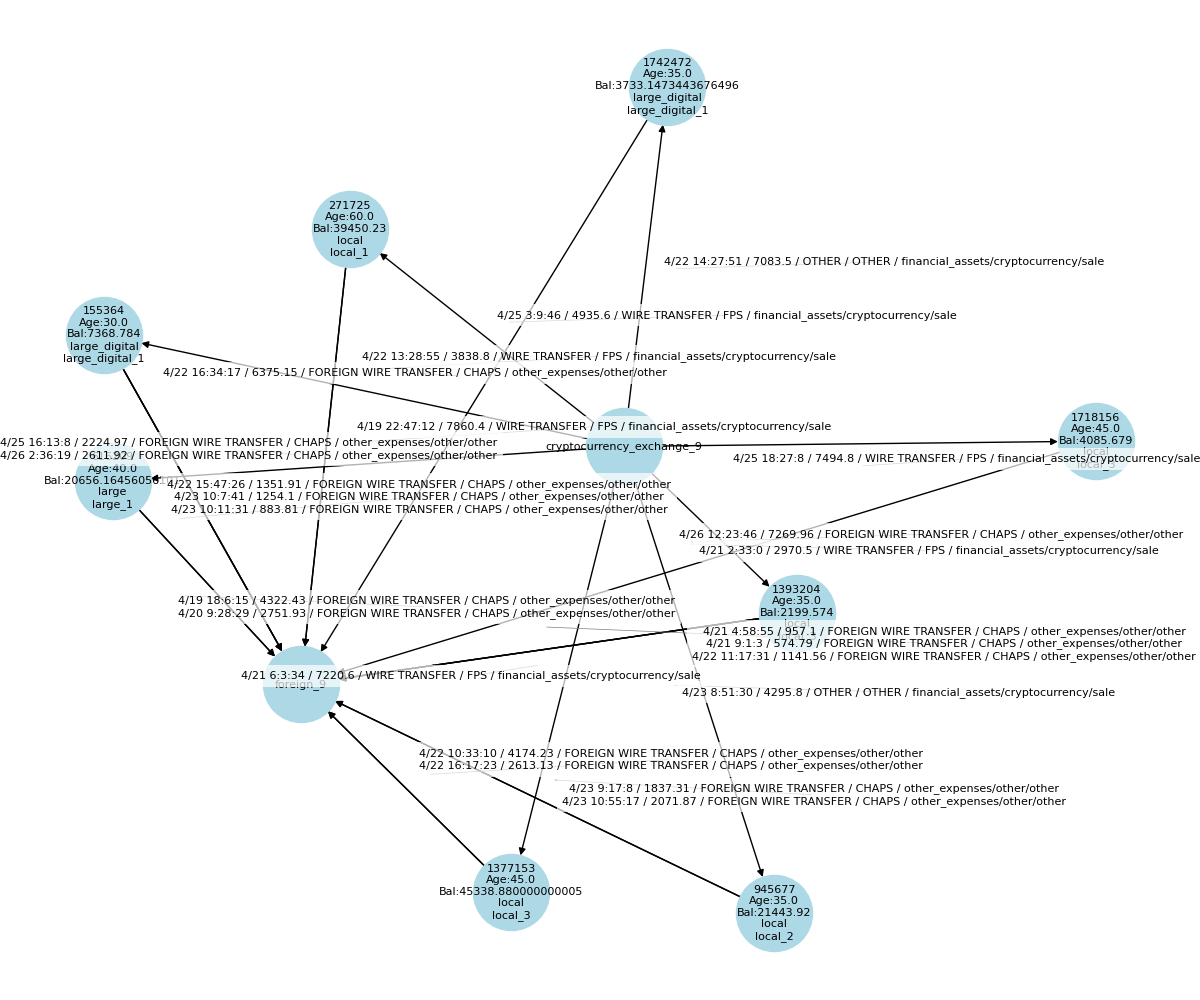 1742472
Age:35.0
Bal:3733.1473443676496
large_digital
large_digital_1
271725
Age:60.0
Bal:39450.23
local
local_1
4/22 14:27:51 / 7083.5 / OTHER / OTHER / financial_assets/cryptocurrency/sale
155364
Age:30.0
Bal:7368.784
large_digital
large_digital_1
4/25 3:9:46 / 4935.6 / WIRE TRANSFER / FPS / financial_assets/cryptocurrency/sale
4/22 13:28:55 / 3838.8 / WIRE TRANSFER / FPS / financial_assets/cryptocurrency/sale
4/22 16:34:17 / 6375.15 / FOREIGN WIRE TRANSFER / CHAPS / other_expenses/other/other
4/19 22:47:12 / 7860.4 / WIRE TRANSFER / FPS / financial_assets/cryptocurrency/sale
cryptocurrency_exchange_9
1718156
Age:45.0
Bal:4085.679
local
local_3
4/25 16:13:8 / 2224.97 / FOREIGN WIRE TRANSFER / CHAPS / other_expenses/other/other
4/26 2:36:19 / 2611.92 / FOREIGN WIRE TRANSFER / CHAPS / other_expenses/other/other
4/25 18:27:8 / 7494.8 / WIRE TRANSFER / FPS / financial_assets/cryptocurrency/sale
Age:40.0
large
large_1
4/22 15:47:26 / 1351.91 / FOREIGN WIRE TRANSFER / CHAPS / other_expenses/other/other
4/23 10:7:41 / 1254.1 / FOREIGN WIRE TRANSFER / CHAPS / other_expenses/other/other
4/23 10:11:31 / 883.81 / FOREIGN WIRE TRANSFER / CHAPS / other_expenses/other/other
4/26 12:23:46 / 7269.96 / FOREIGN WIRE TRANSFER / CHAPS / other_expenses/other/other
4/21 2:33:0 / 2970.5 / WIRE TRANSFER / FPS / financial_assets/cryptocurrency/sale
1393204
Age:35.0
Bal:2199.574
local
4/19 18:6:15 / 4322.43 / FOREIGN WIRE TRANSFER / CHAPS / other_expenses/other/other
4/20 9:28:29 / 2751.93 / FOREIGN WIRE TRANSFER / CHAPS / other_expenses/other/other
4/21 4:58:55 / 957.1 / FOREIGN WIRE TRANSFER / CHAPS / other_expenses/other/other
4/21 9:1:3 / 574.79 / FOREIGN WIRE TRANSFER / CHAPS / other_expenses/other/other
4/22 11:17:31 / 1141.56 / FOREIGN WIRE TRANSFER / CHAPS / other_expenses/other/other
4/21 6:3:34 / 7220.6 / WIRE TRANSFER / FPS / financial_assets/cryptocurrency/sale
foreign_9
4/23 8:51:30 / 4295.8 / OTHER / OTHER / financial_assets/cryptocurrency/sale
4/22 10:33:10 / 4174.23 / FOREIGN WIRE TRANSFER / CHAPS / other_expenses/other/other
4/22 16:17:23 / 2613.13 / FOREIGN WIRE TRANSFER / CHAPS / other_expenses/other/other
4/23 9:17:8 / 1837.31 / FOREIGN WIRE TRANSFER / CHAPS / other_expenses/other/other
4/23 10:55:17 / 2071.87 / FOREIGN WIRE TRANSFER / CHAPS / other_expenses/other/other
1377153
Age:45.0
Bal:45338.880000000005
local
local_3
945677
Age:35.0
Bal:21443.92
local
local_2